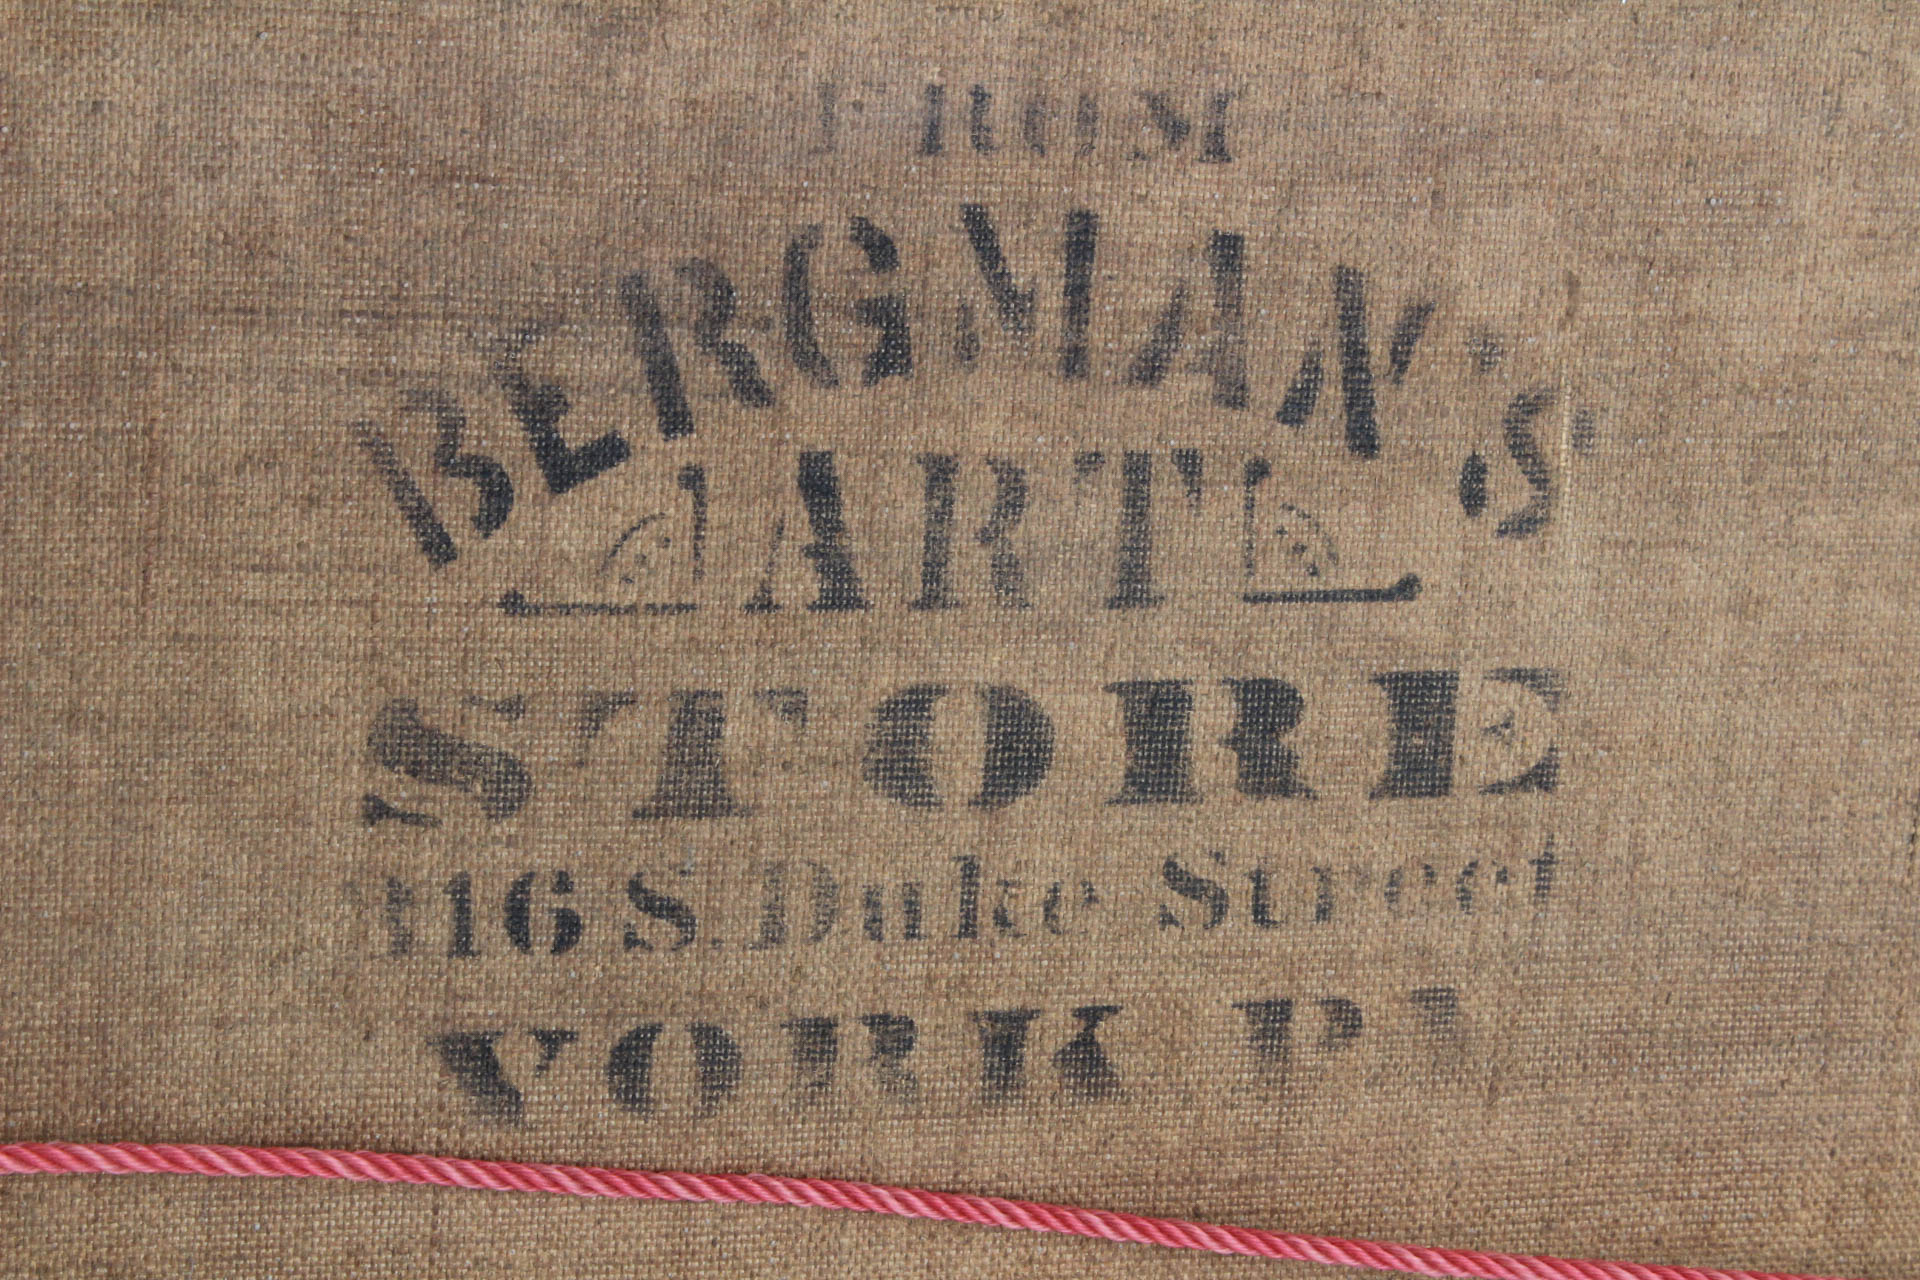 FROM
BERGMAN'S
ART
STORE
116 S. Duke Street
YORK PA